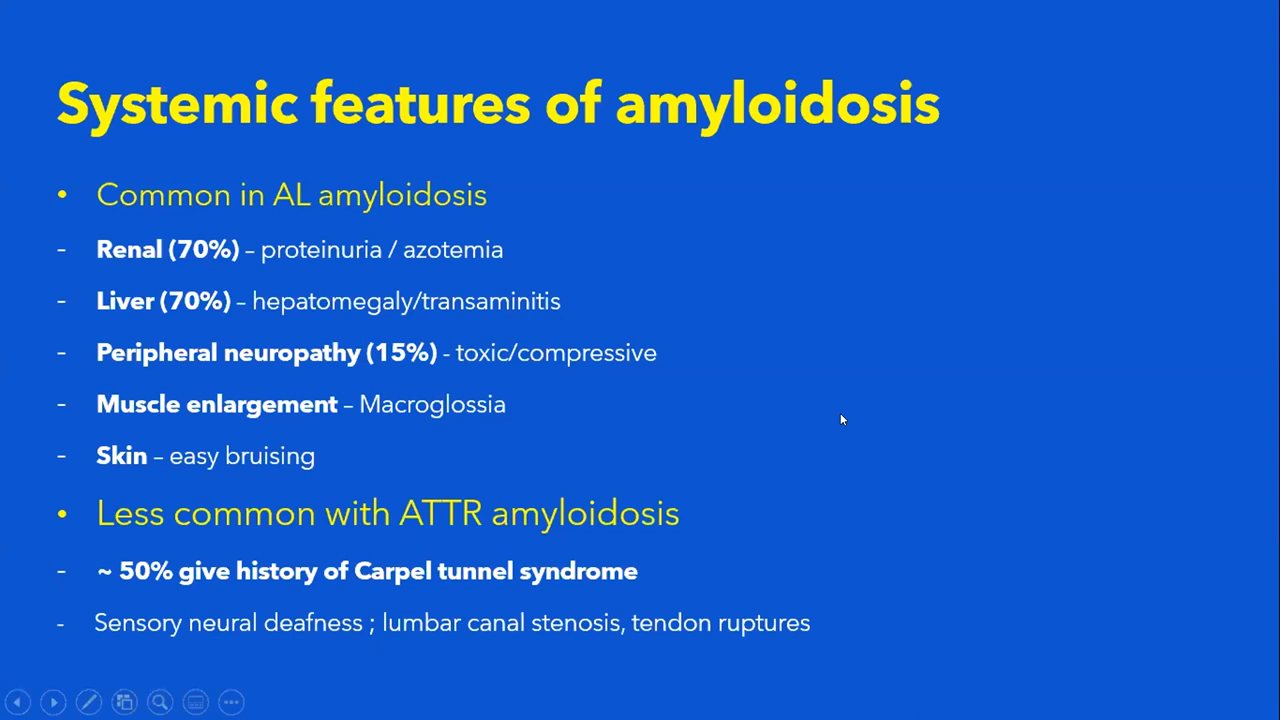 Systemic features of amyloidosis
• Common in AL amyloidosis
- Renal (70%) – proteinuria / azotemia
- Liver (70%) – hepatomegaly/transaminitis
- Peripheral neuropathy (15%) - toxic/compressive
- Muscle enlargement – Macroglossia
- Skin – easy bruising
• Less common with ATTR amyloidosis
- ~ 50% give history of Carpel tunnel syndrome
- Sensory neural deafness ; lumbar canal stenosis, tendon ruptures